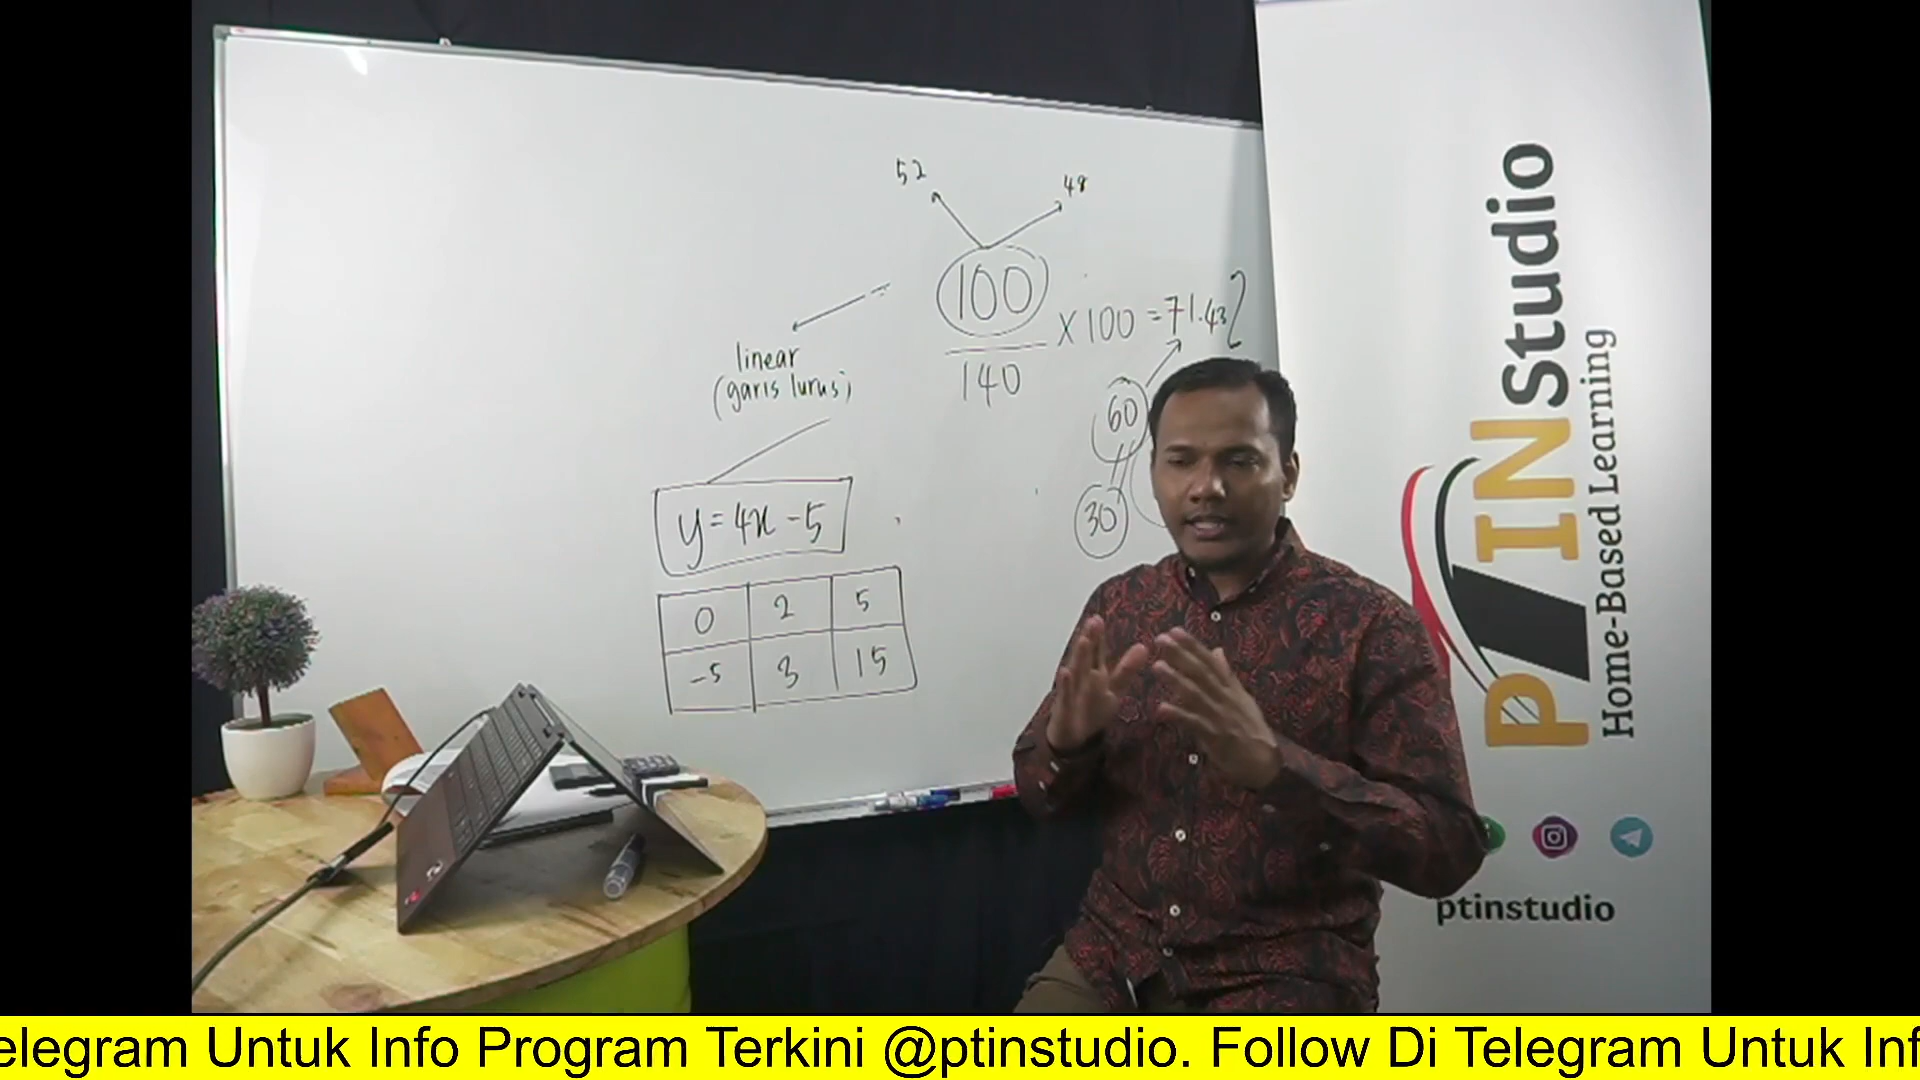 52
48
100
140
x 100 = 71.43
60
30
linear
(garis lurus)
y = 4x - 5
0 2 5
-5 3 15
PTINStudio
Home-Based Learning
ptinstudio
elegram Untuk Info Program Terkini @ptinstudio. Follow Di Telegram Untuk Inf